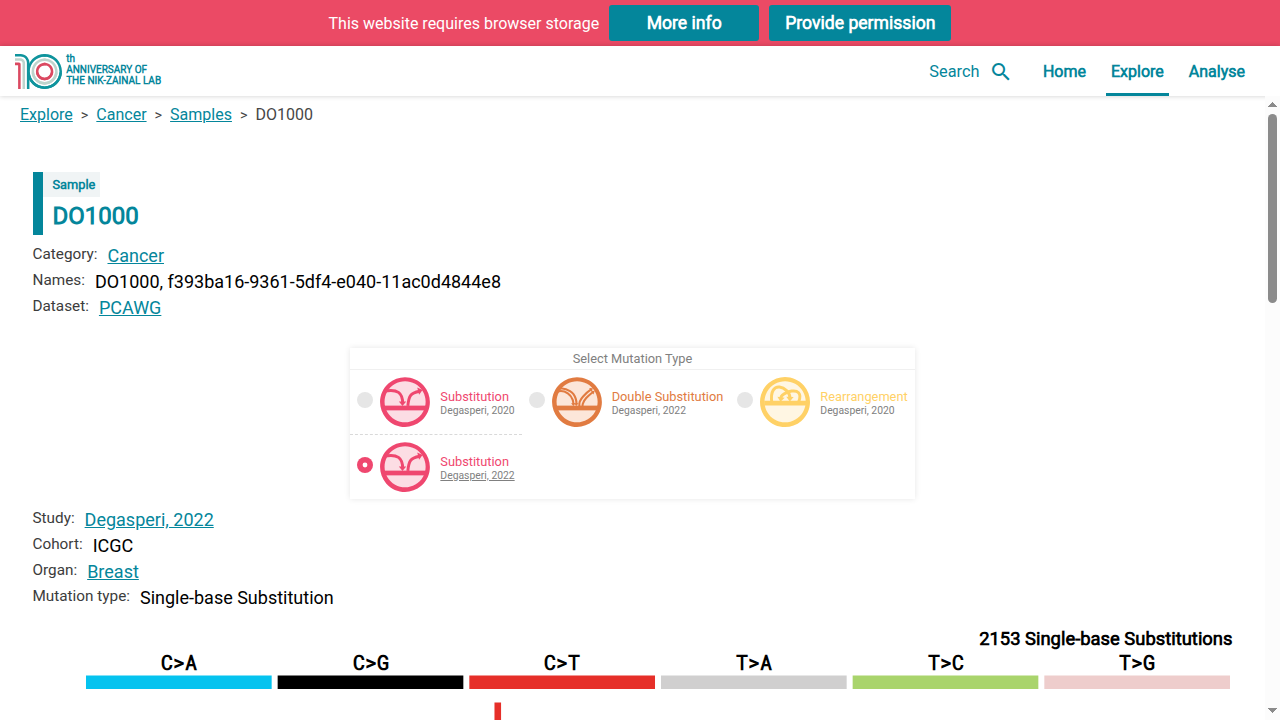 This website requires browser storage More info Provide permission
10 th
ANNIVERSARY OF
THE NIK-ZAINAL LAB
Search Home Explore Analyse
Explore > Cancer > Samples > DO1000
Sample
DO1000
Category: Cancer
Names: DO1000, f393ba16-9361-5df4-e040-11ac0d4844e8
Dataset: PCAWG
Select Mutation Type
Substitution Double Substitution Rearrangement
Degasperi, 2020 Degasperi, 2022 Degasperi, 2020
Substitution
Degasperi, 2022
Study: Degasperi, 2022
Cohort: ICGC
Organ: Breast
Mutation type: Single-base Substitution
2153 Single-base Substitutions
C>A C>G C>T T>A T>C T>G